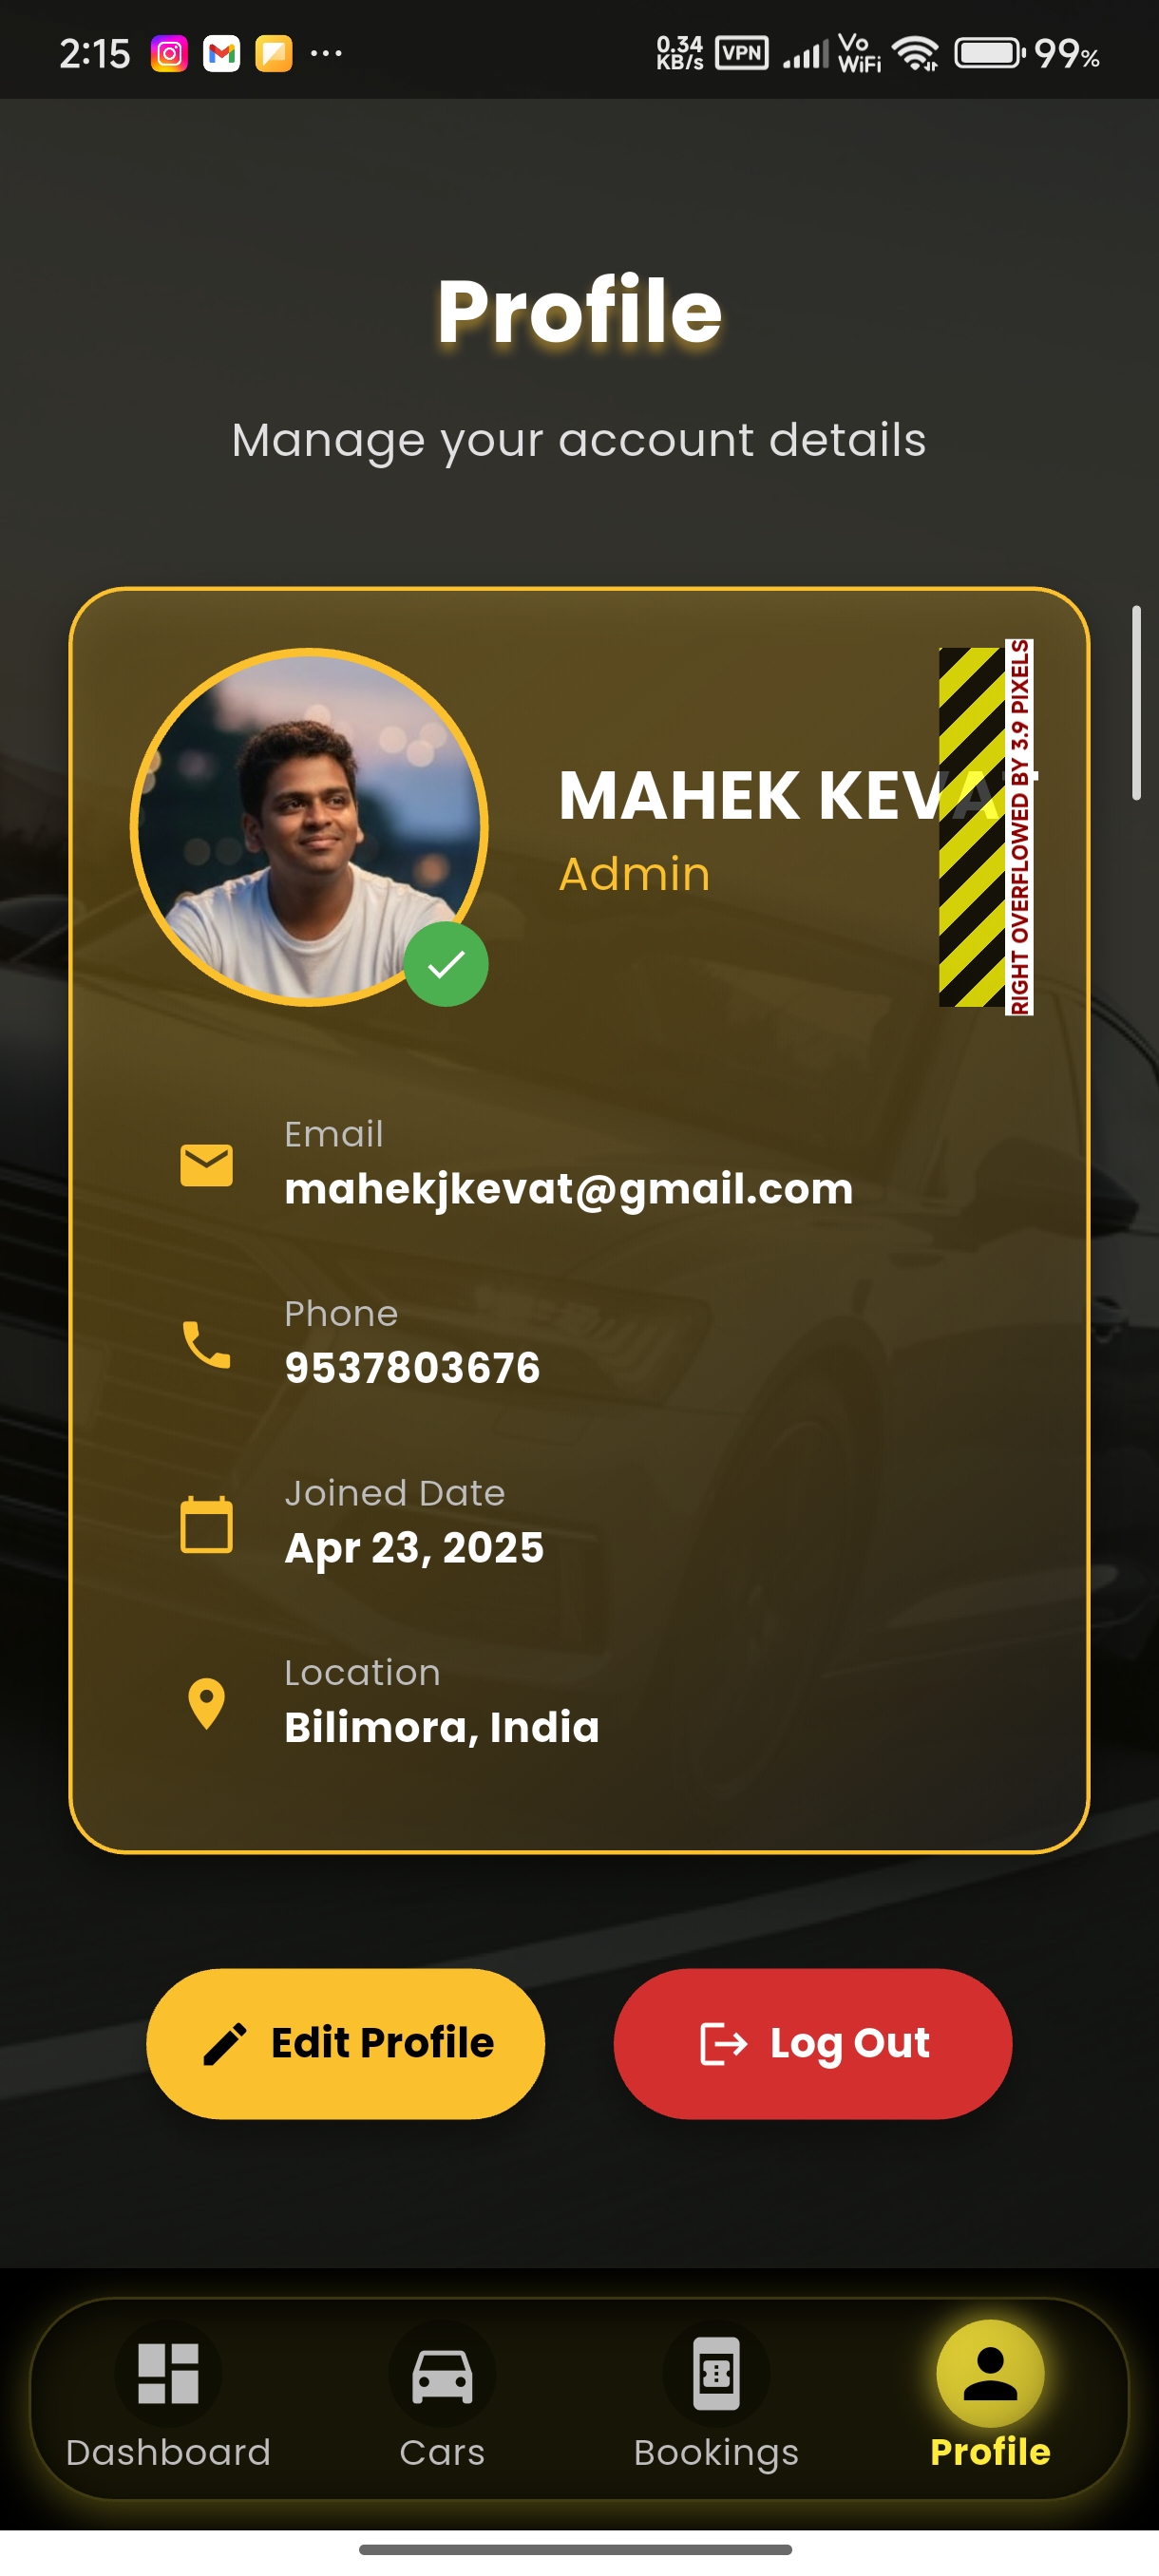 2:15
0.34
KB/s
VPN
Vo
WiFi
99%
Profile
Manage your account details
MAHEK KEVAT
Admin
RIGHT OVERFLOWED BY 3.9 PIXELS
Email
mahekjkevat@gmail.com
Phone
9537803676
Joined Date
Apr 23, 2025
Location
Bilimora, India
Edit Profile
Log Out
Dashboard
Cars
Bookings
Profile